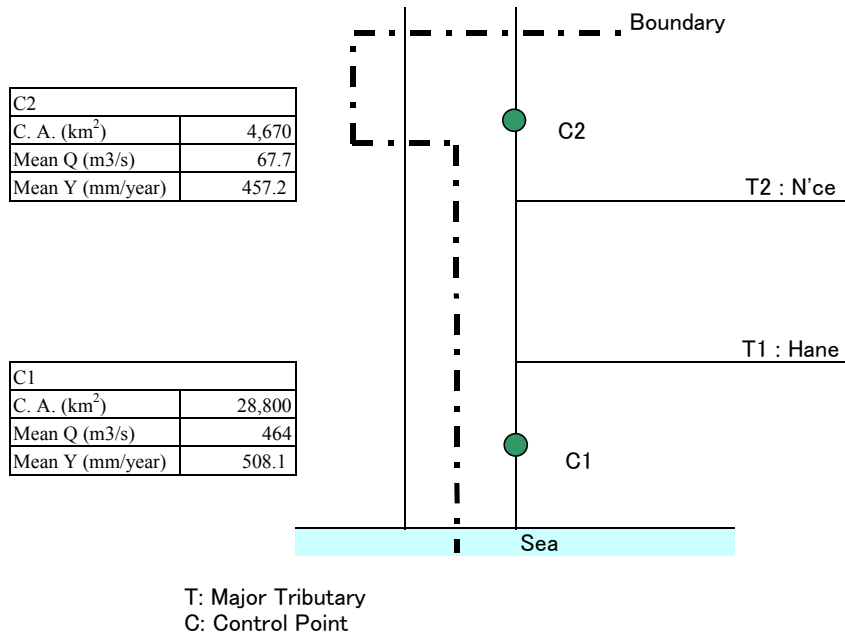 Boundary
C2
C. A. (km²) 4,670
Mean Q (m3/s) 67.7
Mean Y (mm/year) 457.2
C2
T2 : N'ce
T1 : Hane
C1
C. A. (km²) 28,800
Mean Q (m3/s) 464
Mean Y (mm/year) 508.1
C1
Sea
T: Major Tributary
C: Control Point